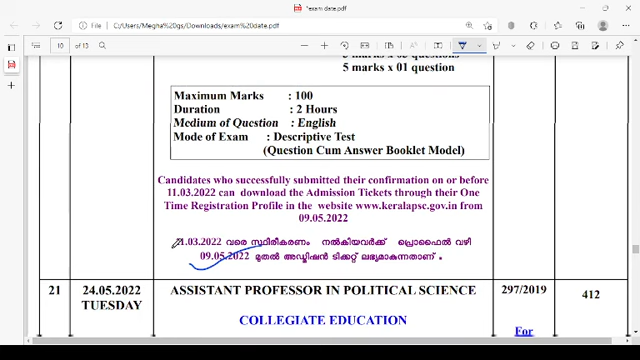 *exam date.pdf
File C:/Users/Megha%20gs/Downloads/exam%20date.pdf
10 of 13
5 marks x 01 question
Maximum Marks : 100
Duration : 2 Hours
Medium of Question : English
Mode of Exam : Descriptive Test
(Question Cum Answer Booklet Model)
Candidates who successfully submitted their confirmation on or before
11.03.2022 can download the Admission Tickets through their One
Time Registration Profile in the website www.keralapsc.gov.in from
09.05.2022
11.03.2022 വരെ സ്ഥിരീകരണം നൽകിയവർക്ക് പ്രൊഫൈൽ വഴി
09.05.2022 മുതൽ അഡ്മിഷൻ ടിക്കറ്റ് ലഭ്യമാകുന്നതാണ്.
21 24.05.2022 ASSISTANT PROFESSOR IN POLITICAL SCIENCE 297/2019 412
TUESDAY
COLLEGIATE EDUCATION
For